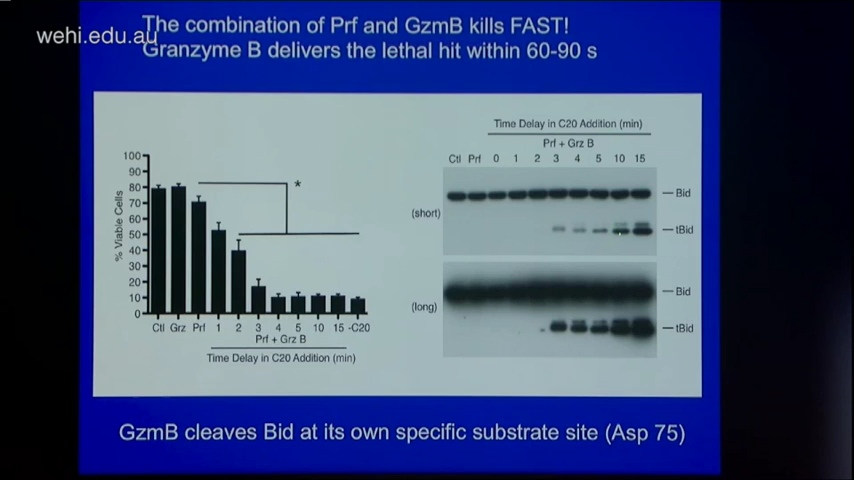 The combination of Prf and GzmB kills FAST!
wehi.edu.au
Granzyme B delivers the lethal hit within 60-90 s
% Viable Cells
100
90
80
70
60
50
40
30
20
10
0
*
Ctl Grz Prf 1 2 3 4 5 10 15 -C20
Prf + Grz B
Time Delay in C20 Addition (min)
Time Delay in C20 Addition (min)
Prf + Grz B
Ctl Prf 0 1 2 3 4 5 10 15
Bid
(short)
tBid
Bid
(long)
tBid
GzmB cleaves Bid at its own specific substrate site (Asp 75)